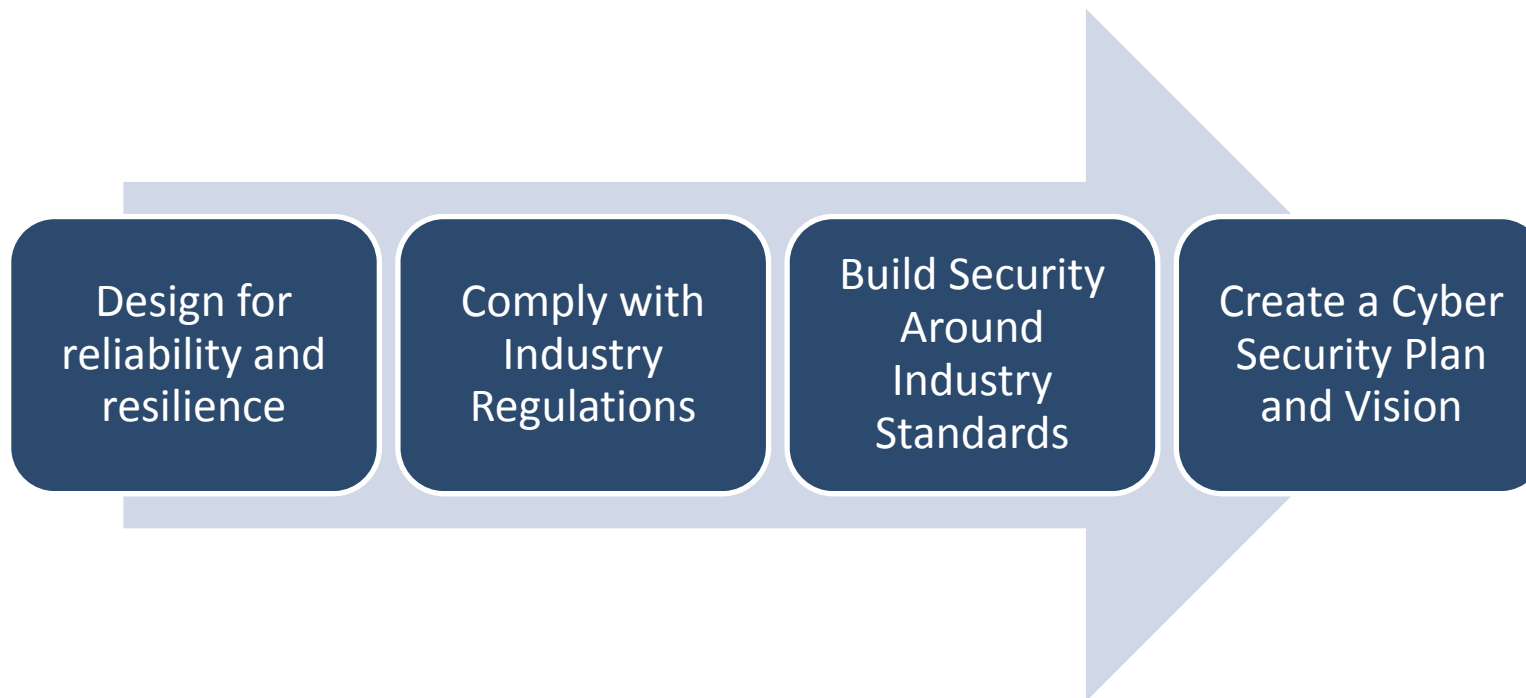 Design for
reliability and
resilience
Comply with
Industry
Regulations
Build Security
Around
Industry
Standards
Create a Cyber
Security Plan
and Vision